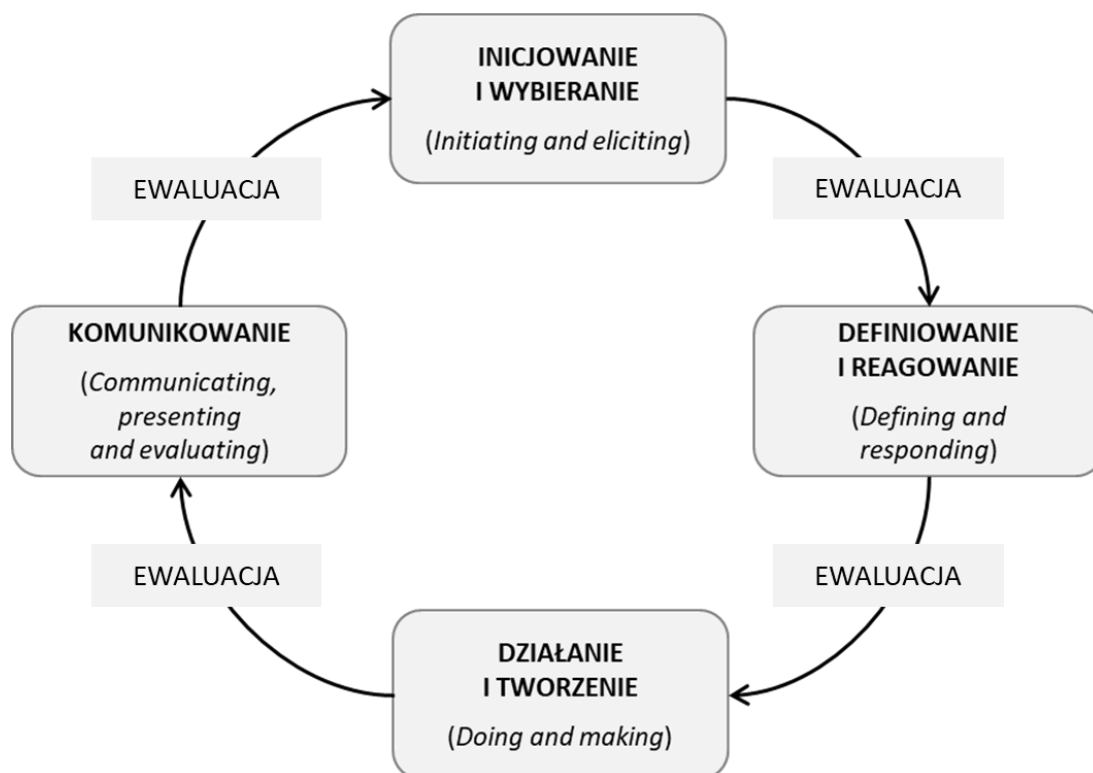 INICJOWANIE
I WYBIERANIE
(Initiating and eliciting)
EWALUACJA
EWALUACJA
KOMUNIKOWANIE
(Communicating,
presenting
and evaluating)
DEFINIOWANIE
I REAGOWANIE
(Defining and
responding)
EWALUACJA
EWALUACJA
DZIAŁANIE
I TWORZENIE
(Doing and making)